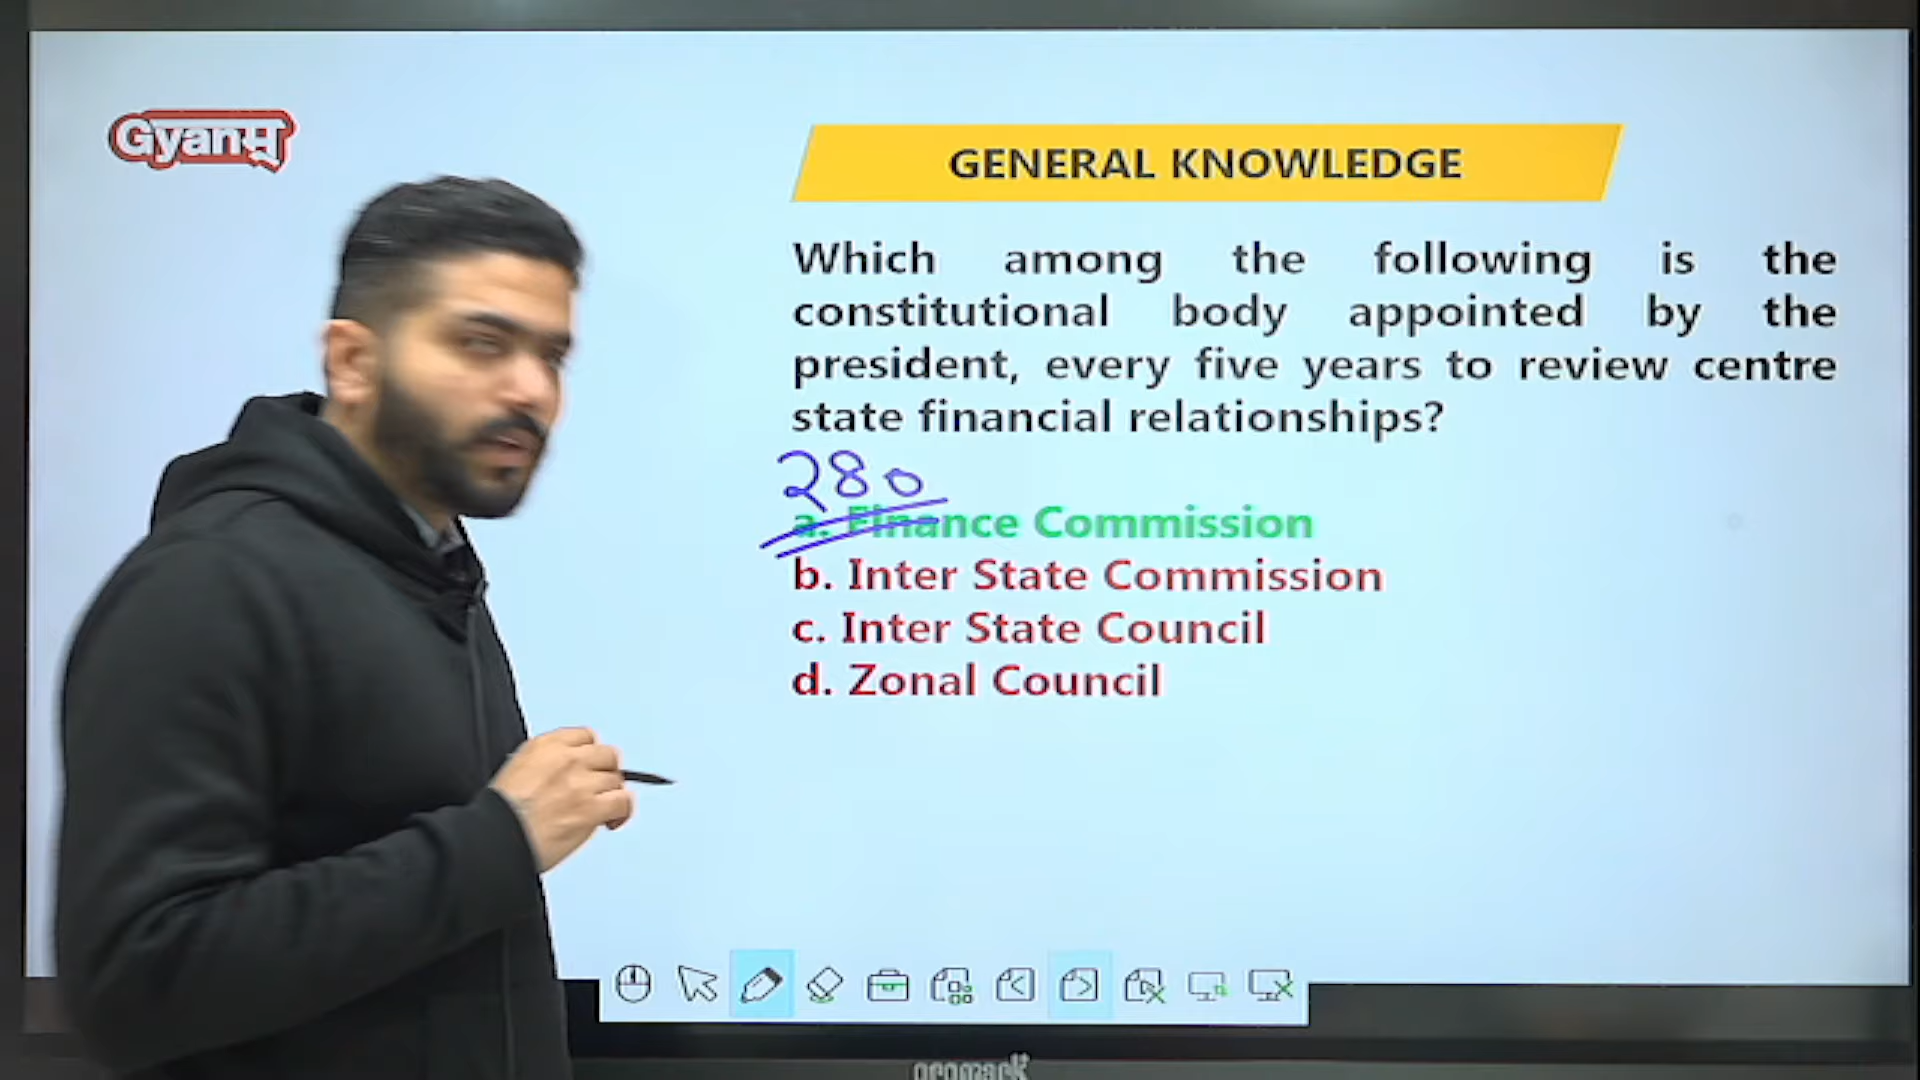 Gyanम्
GENERAL KNOWLEDGE
Which among the following is the
constitutional body appointed by the
president, every five years to review centre
state financial relationships?
280
a. Finance Commission
b. Inter State Commission
c. Inter State Council
d. Zonal Council
promark